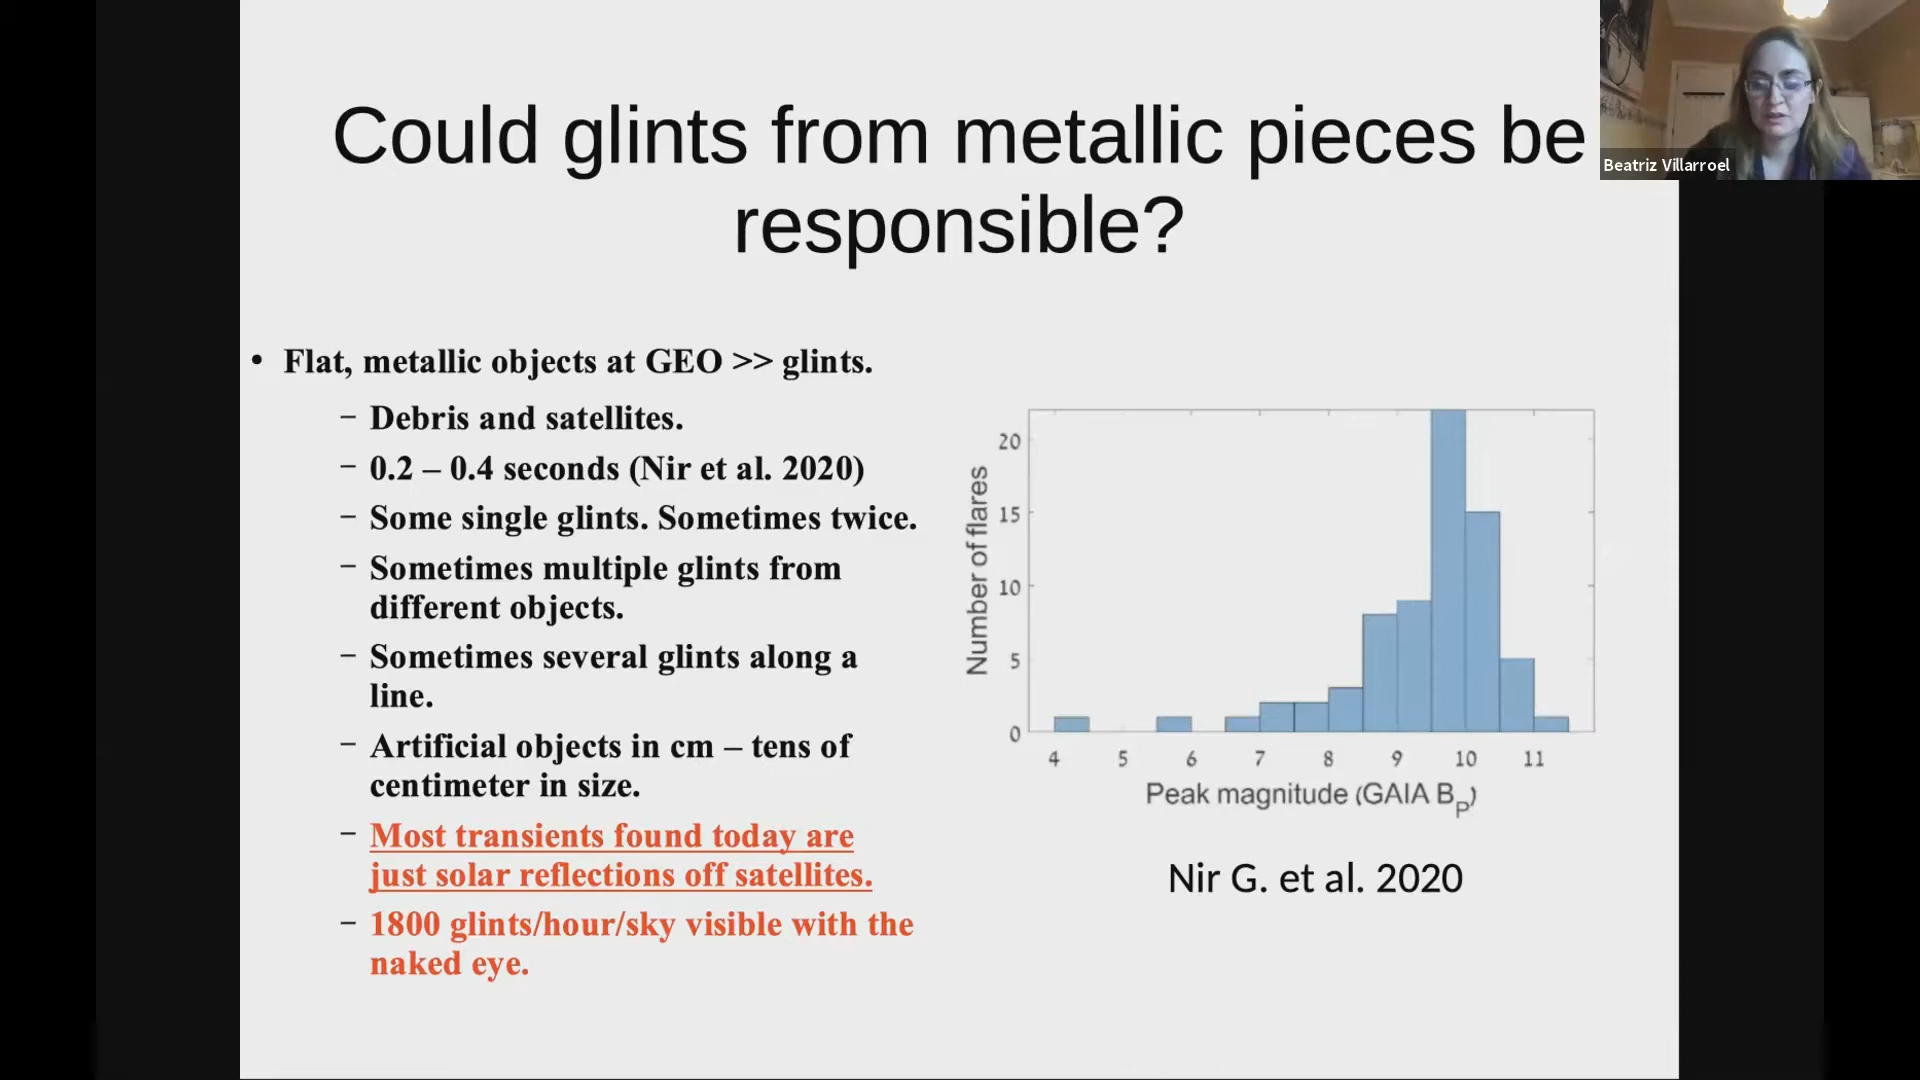 Could glints from metallic pieces be
responsible?
Beatriz Villarroel
• Flat, metallic objects at GEO >> glints.
– Debris and satellites.
– 0.2 – 0.4 seconds (Nir et al. 2020)
– Some single glints. Sometimes twice.
– Sometimes multiple glints from
different objects.
– Sometimes several glints along a
line.
– Artificial objects in cm – tens of
centimeter in size.
– Most transients found today are
just solar reflections off satellites.
– 1800 glints/hour/sky visible with the
naked eye.
Number of flares
20
15
10
5
0
4 5 6 7 8 9 10 11
Peak magnitude (GAIA BP)
Nir G. et al. 2020